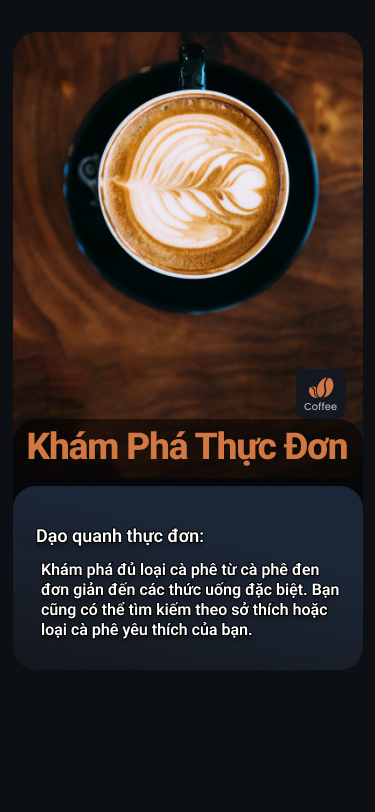 Coffee
Khám Phá Thực Đơn
Dạo quanh thực đơn:
Khám phá đủ loại cà phê từ cà phê đen
đơn giản đến các thức uống đặc biệt. Bạn
cũng có thể tìm kiếm theo sở thích hoặc
loại cà phê yêu thích của bạn.